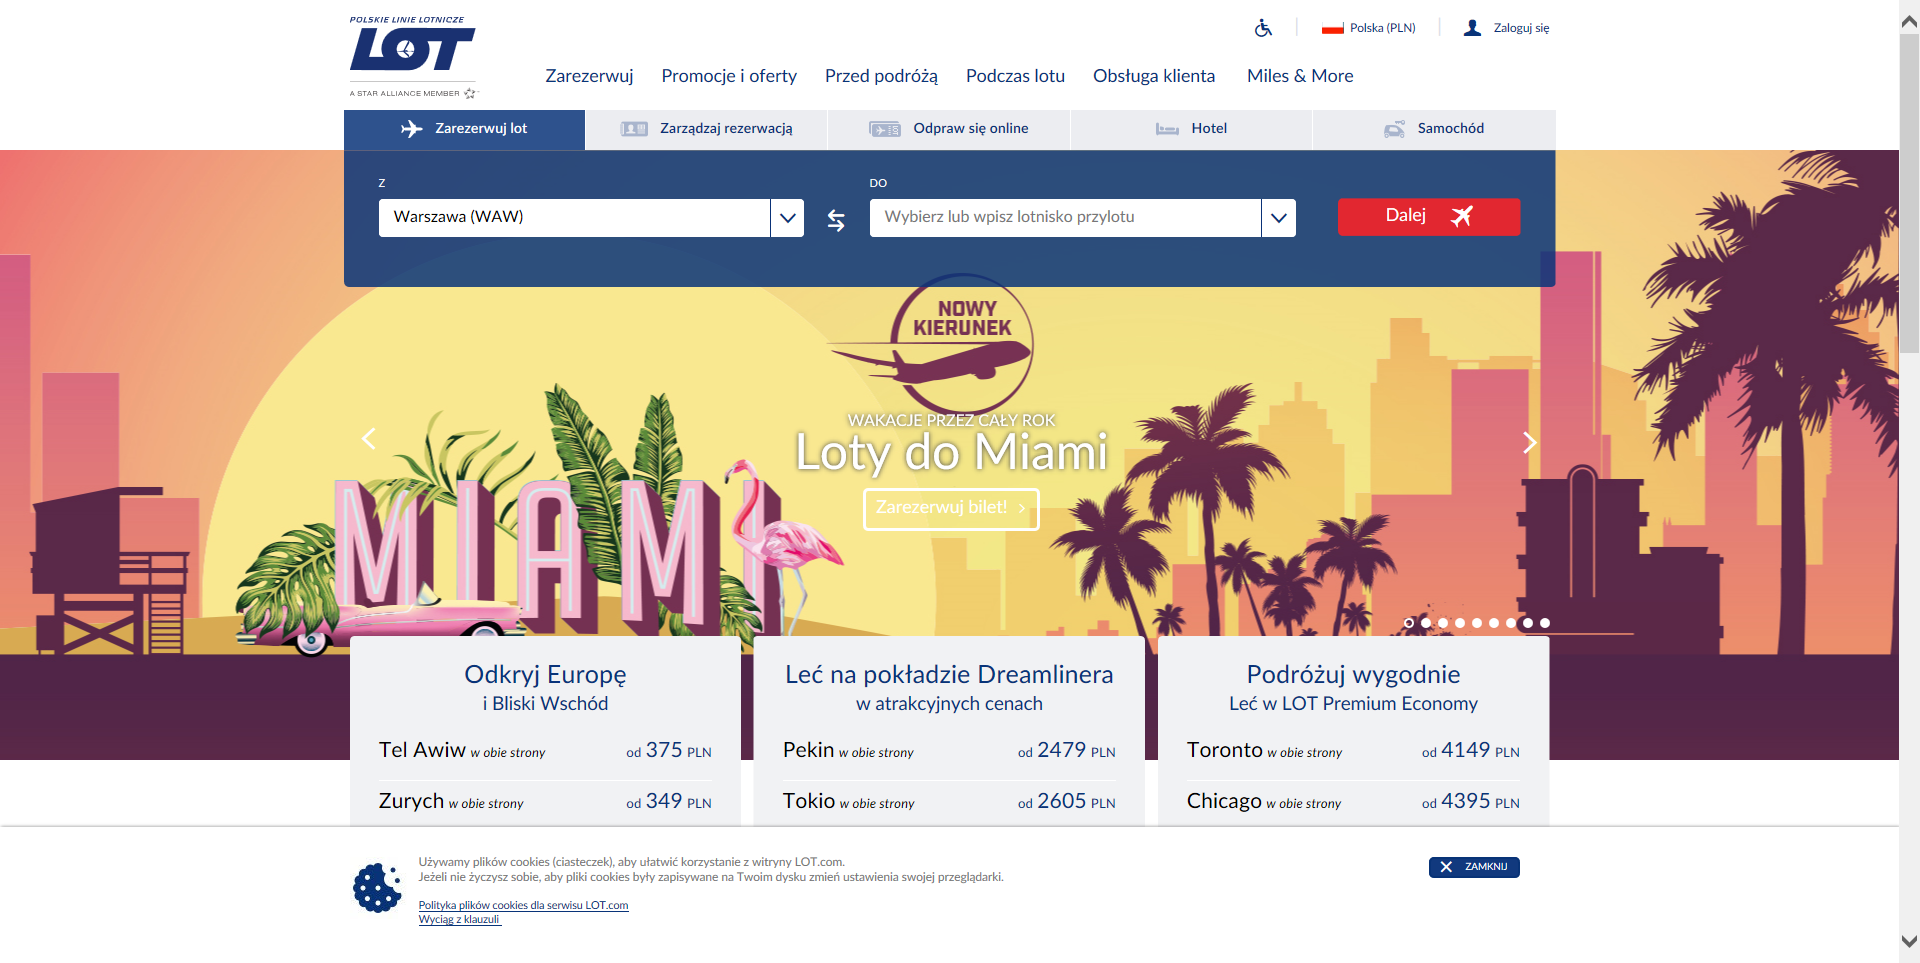 POLSKIE LINIE LOTNICZE
LOT
A STAR ALLIANCE MEMBER
Polska (PLN)
Zaloguj się
Zarezerwuj
Promocje i oferty
Przed podróżą
Podczas lotu
Obsługa klienta
Miles & More
Zarezerwuj lot
Zarządzaj rezerwacją
Odpraw się online
Hotel
Samochód
Z
DO
Warszawa (WAW)
Wybierz lub wpisz lotnisko przylotu
Dalej
NOWY
KIERUNEK
WAKACJE PRZEZ CAŁY ROK
Loty do Miami
Zarezerwuj bilet!
MIAMI
Odkryj Europę
i Bliski Wschód
Tel Awiw w obie strony od 375 PLN
Zurych w obie strony od 349 PLN
Leć na pokładzie Dreamlinera
w atrakcyjnych cenach
Pekin w obie strony od 2479 PLN
Tokio w obie strony od 2605 PLN
Podróżuj wygodnie
Leć w LOT Premium Economy
Toronto w obie strony od 4149 PLN
Chicago w obie strony od 4395 PLN
Używamy plików cookies (ciasteczek), aby ułatwić korzystanie z witryny LOT.com.
Jeżeli nie życzysz sobie, aby pliki cookies były zapisywane na Twoim dysku zmień ustawienia swojej przeglądarki.
Polityka plików cookies dla serwisu LOT.com
Wyciąg z klauzuli
ZAMKNIJ